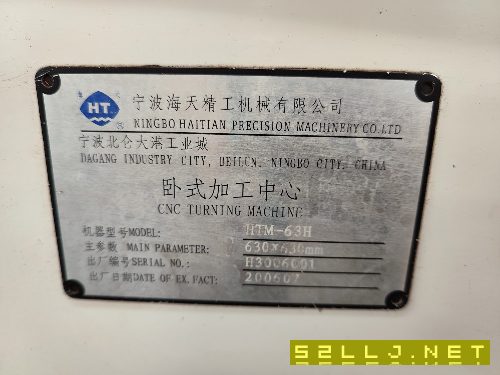 HT.
宁波海天精工机械有限公司
NINGBO HAITIAN PRECISION MACHINERY CO.LTD
宁波北仑大港工业城
DAGANG INDUSTRY CITY, BEILUN, NINGBO CITY, CHINA
卧式加工中心
CNC TURNING MACHINE
机器型号MODEL: HTM-63H
主参数 MAIN PARAMETER: 630×630mm
出厂编号SERIAL NO.: H3006001
出厂日期DATE OF EX.FACT: 200607
52LLJ.NET